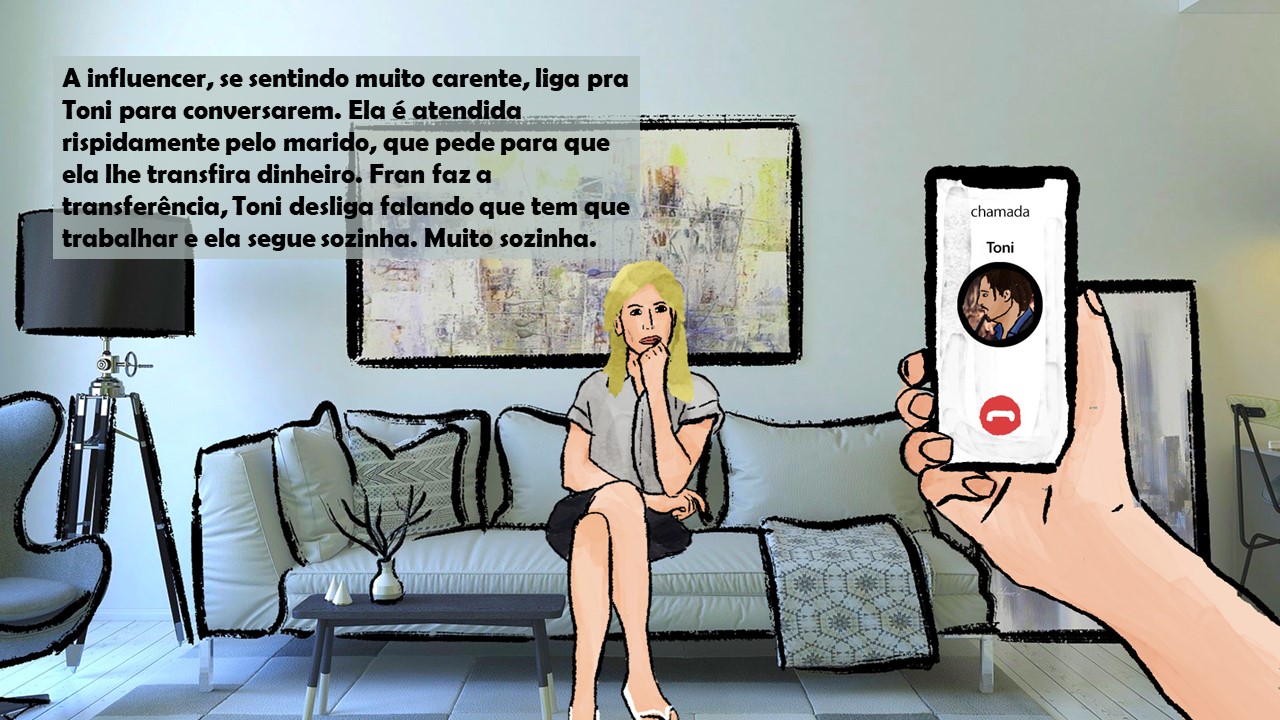 A influencer, se sentindo muito carente, liga pra
Toni para conversarem. Ela é atendida
rispidamente pelo marido, que pede para que
ela lhe transfira dinheiro. Fran faz a
transferência, Toni desliga falando que tem que
trabalhar e ela segue sozinha. Muito sozinha.
chamada
Toni